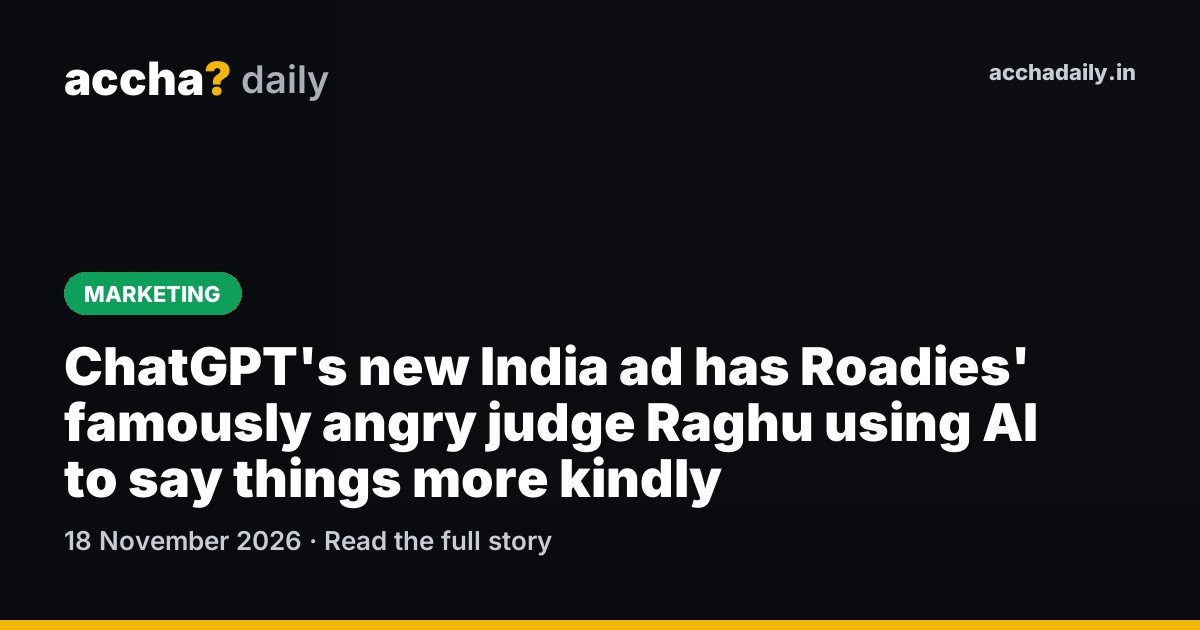 accha? daily
acchadaily.in
MARKETING
ChatGPT's new India ad has Roadies'
famously angry judge Raghu using AI
to say things more kindly
18 November 2026 · Read the full story